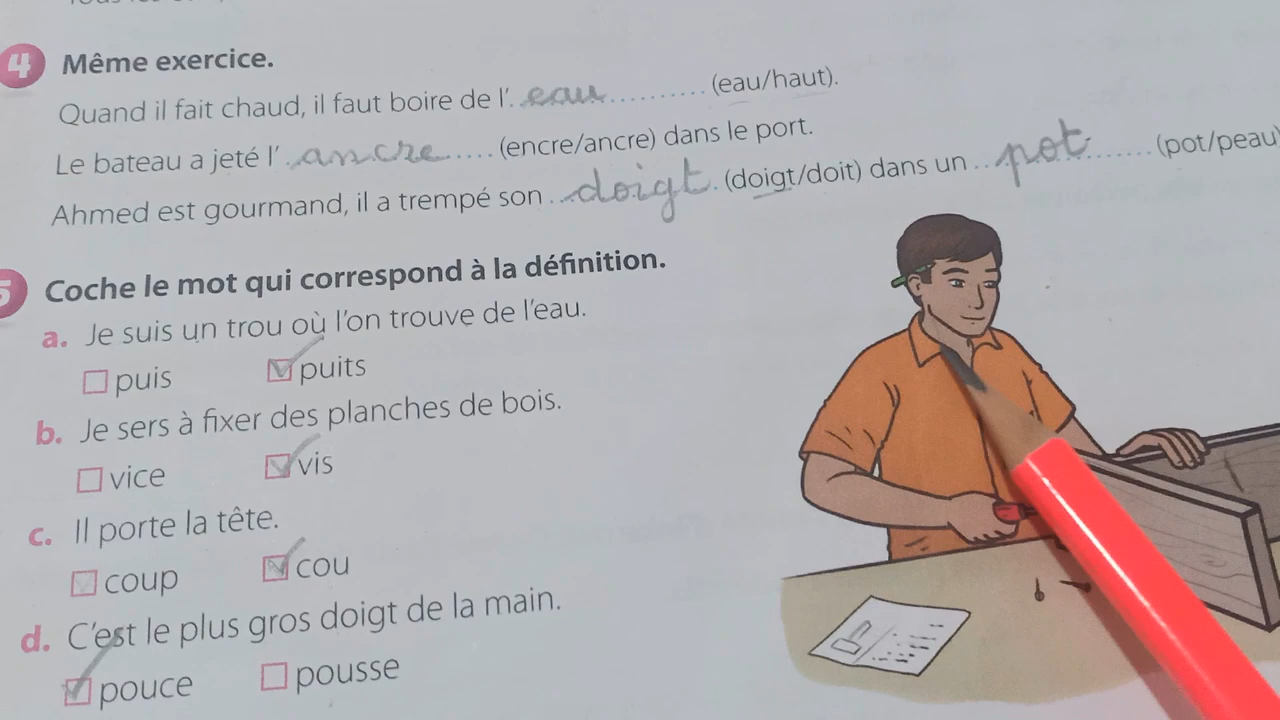 4 Même exercice.
Quand il fait chaud, il faut boire de l'..eau.......... (eau/haut).
Le bateau a jeté l'..ancre..... (encre/ancre) dans le port.
Ahmed est gourmand, il a trempé son ..doigt. (doigt/doit) dans un ..pot....... (pot/peau)
5 Coche le mot qui correspond à la définition.
a. Je suis un trou où l'on trouve de l'eau.
puis puits
b. Je sers à fixer des planches de bois.
vice vis
c. Il porte la tête.
coup cou
d. C'est le plus gros doigt de la main.
pouce pousse